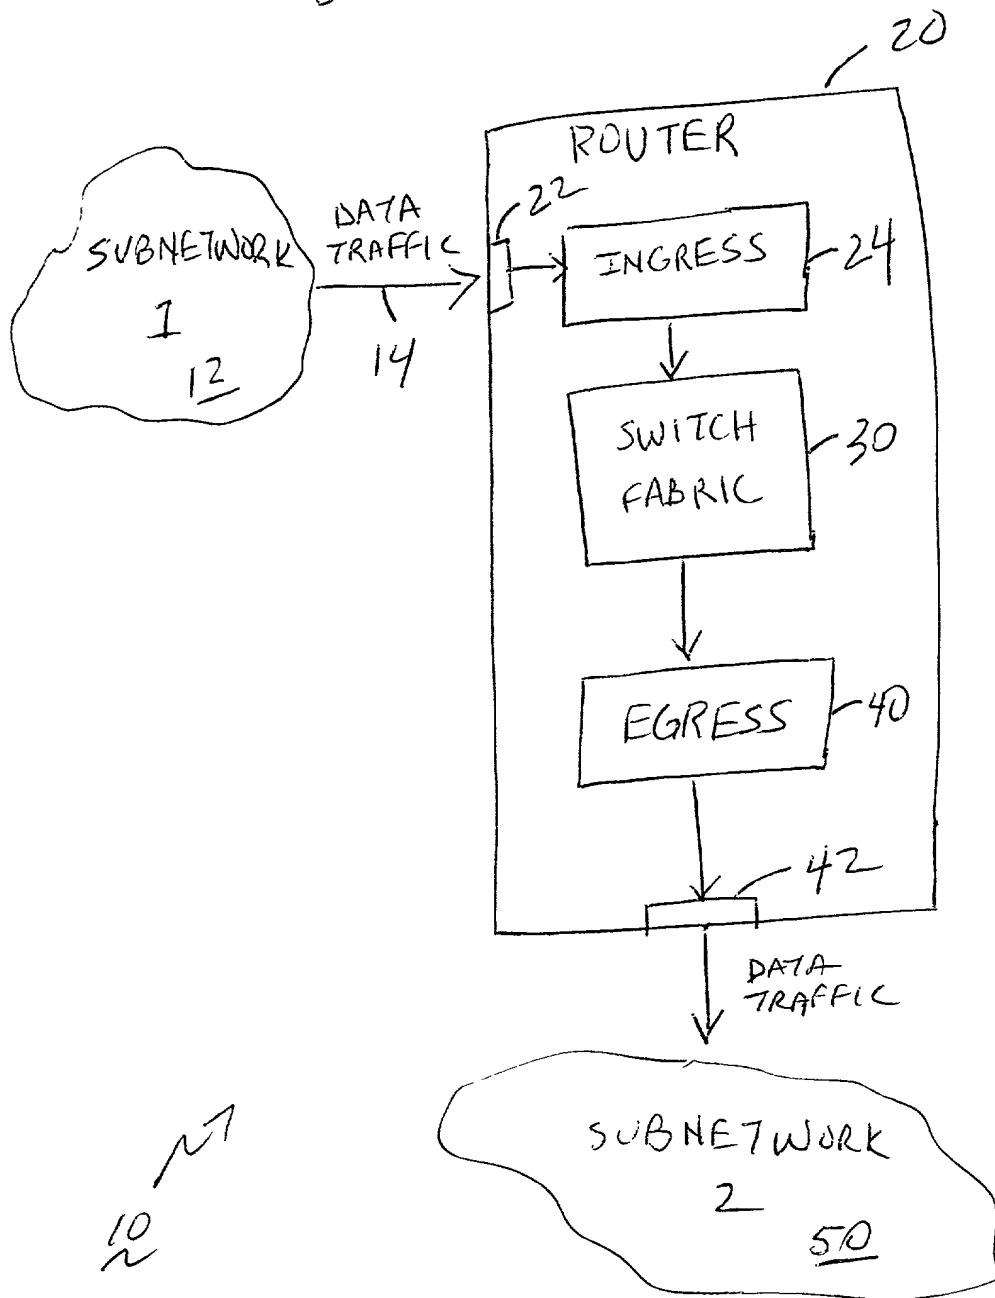 20
ROUTER
22
DATA
TRAFFIC
SUBNETWORK
1
12
14
INGRESS
24
SWITCH
FABRIC
30
EGRESS
40
42
DATA
TRAFFIC
SUBNETWORK
2
50
10